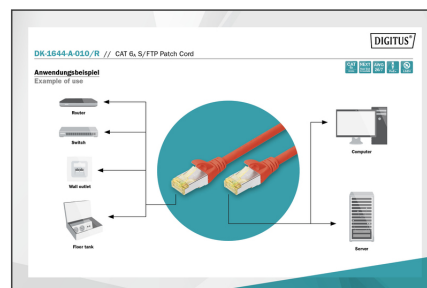 DIGITUS®
DK-1644-A-010/R // CAT 6A S/FTP Patch Cord
Anwendungsbeispiel
Example of use
Router
Switch
Wall outlet
Floor tank
Computer
Server